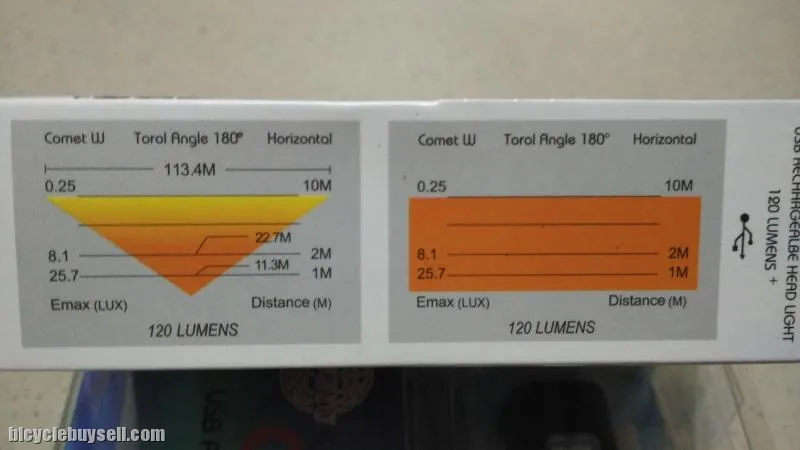 Comet W Torol Angle 180° Horizontal
113.4M
0.25 10M
22.7M
8.1 2M
11.3M
25.7 1M
Emax (LUX) Distance (M)
120 LUMENS
Comet W Torol Angle 180° Horizontal
0.25 10M
8.1 2M
25.7 1M
Emax (LUX) Distance (M)
120 LUMENS
USB RECHARGEALBE HEAD LIGHT
120 LUMENS +
USB
bicyclebuysell.com